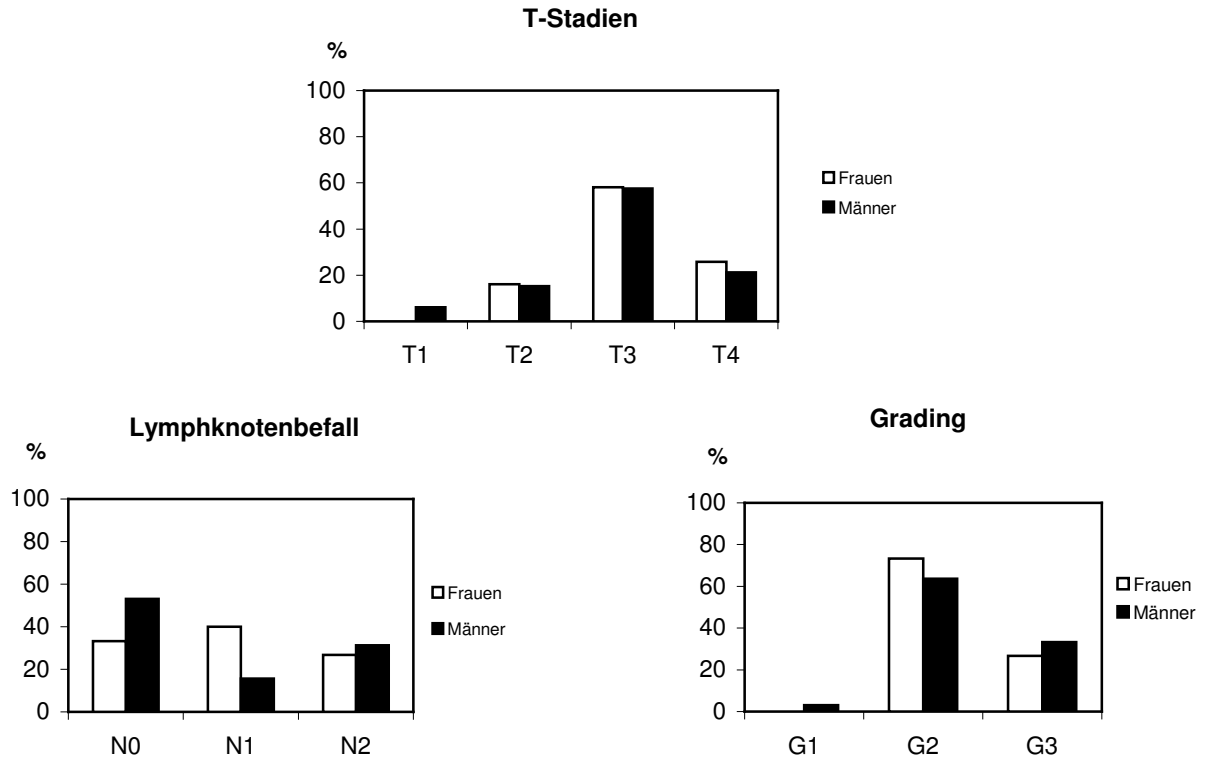 T-Stadien
%
100
80
60
40
20
0
T1 T2 T3 T4
Frauen
Männer
Lymphknotenbefall
%
100
80
60
40
20
0
N0 N1 N2
Frauen
Männer
Grading
%
100
80
60
40
20
0
G1 G2 G3
Frauen
Männer